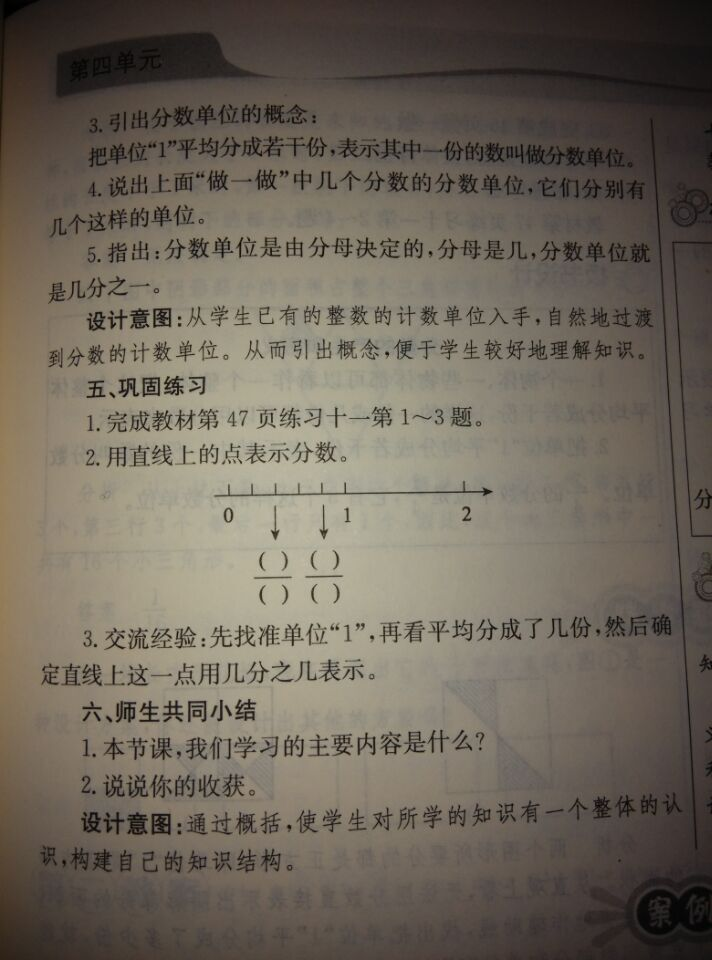 第四单元
3.引出分数单位的概念:
把单位“1”平均分成若干份,表示其中一份的数叫做分数单位。
4.说出上面“做一做”中几个分数的分数单位,它们分别有
几个这样的单位。
5.指出:分数单位是由分母决定的,分母是几,分数单位就
是几分之一。
设计意图:从学生已有的整数的计数单位入手,自然地过渡
到分数的计数单位。从而引出概念,便于学生较好地理解知识。
五、巩固练习
1.完成教材第47页练习十一第1～3题。
2.用直线上的点表示分数。
0 1 2
( ) ( )
( ) ( )
3.交流经验:先找准单位“1”,再看平均分成了几份,然后确
定直线上这一点用几分之几表示。
六、师生共同小结
1.本节课,我们学习的主要内容是什么?
2.说说你的收获。
设计意图:通过概括,使学生对所学的知识有一个整体的认
识,构建自己的知识结构。
分
案例